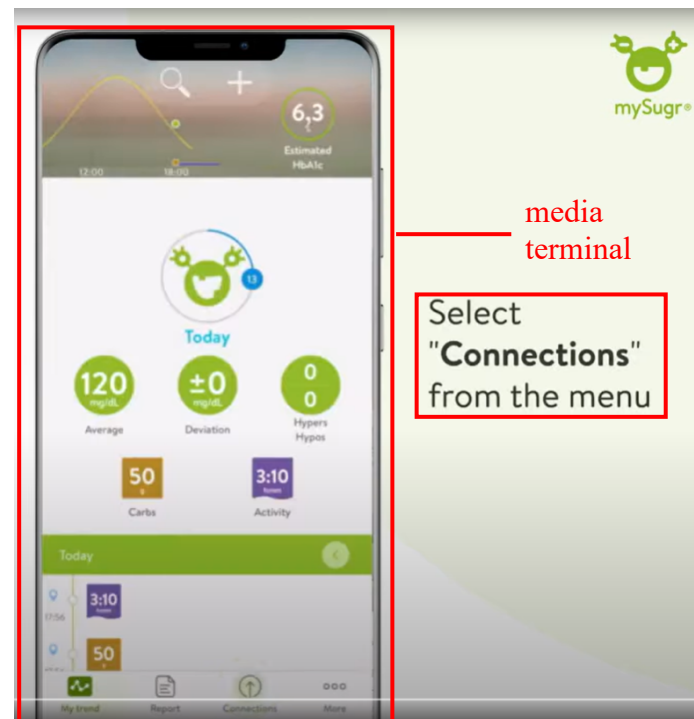 6,3
%
Estimated
HbA1c
12:00
18:00
mySugr®
media
terminal
13
Today
Select
"Connections"
from the menu
120
mg/dL
±0
mg/dL
0
0
Average
Deviation
Hypers
Hypos
50
g
3:10
Carbs
Activity
Today
3:10
17:56
50
My trend
Report
Connections
More